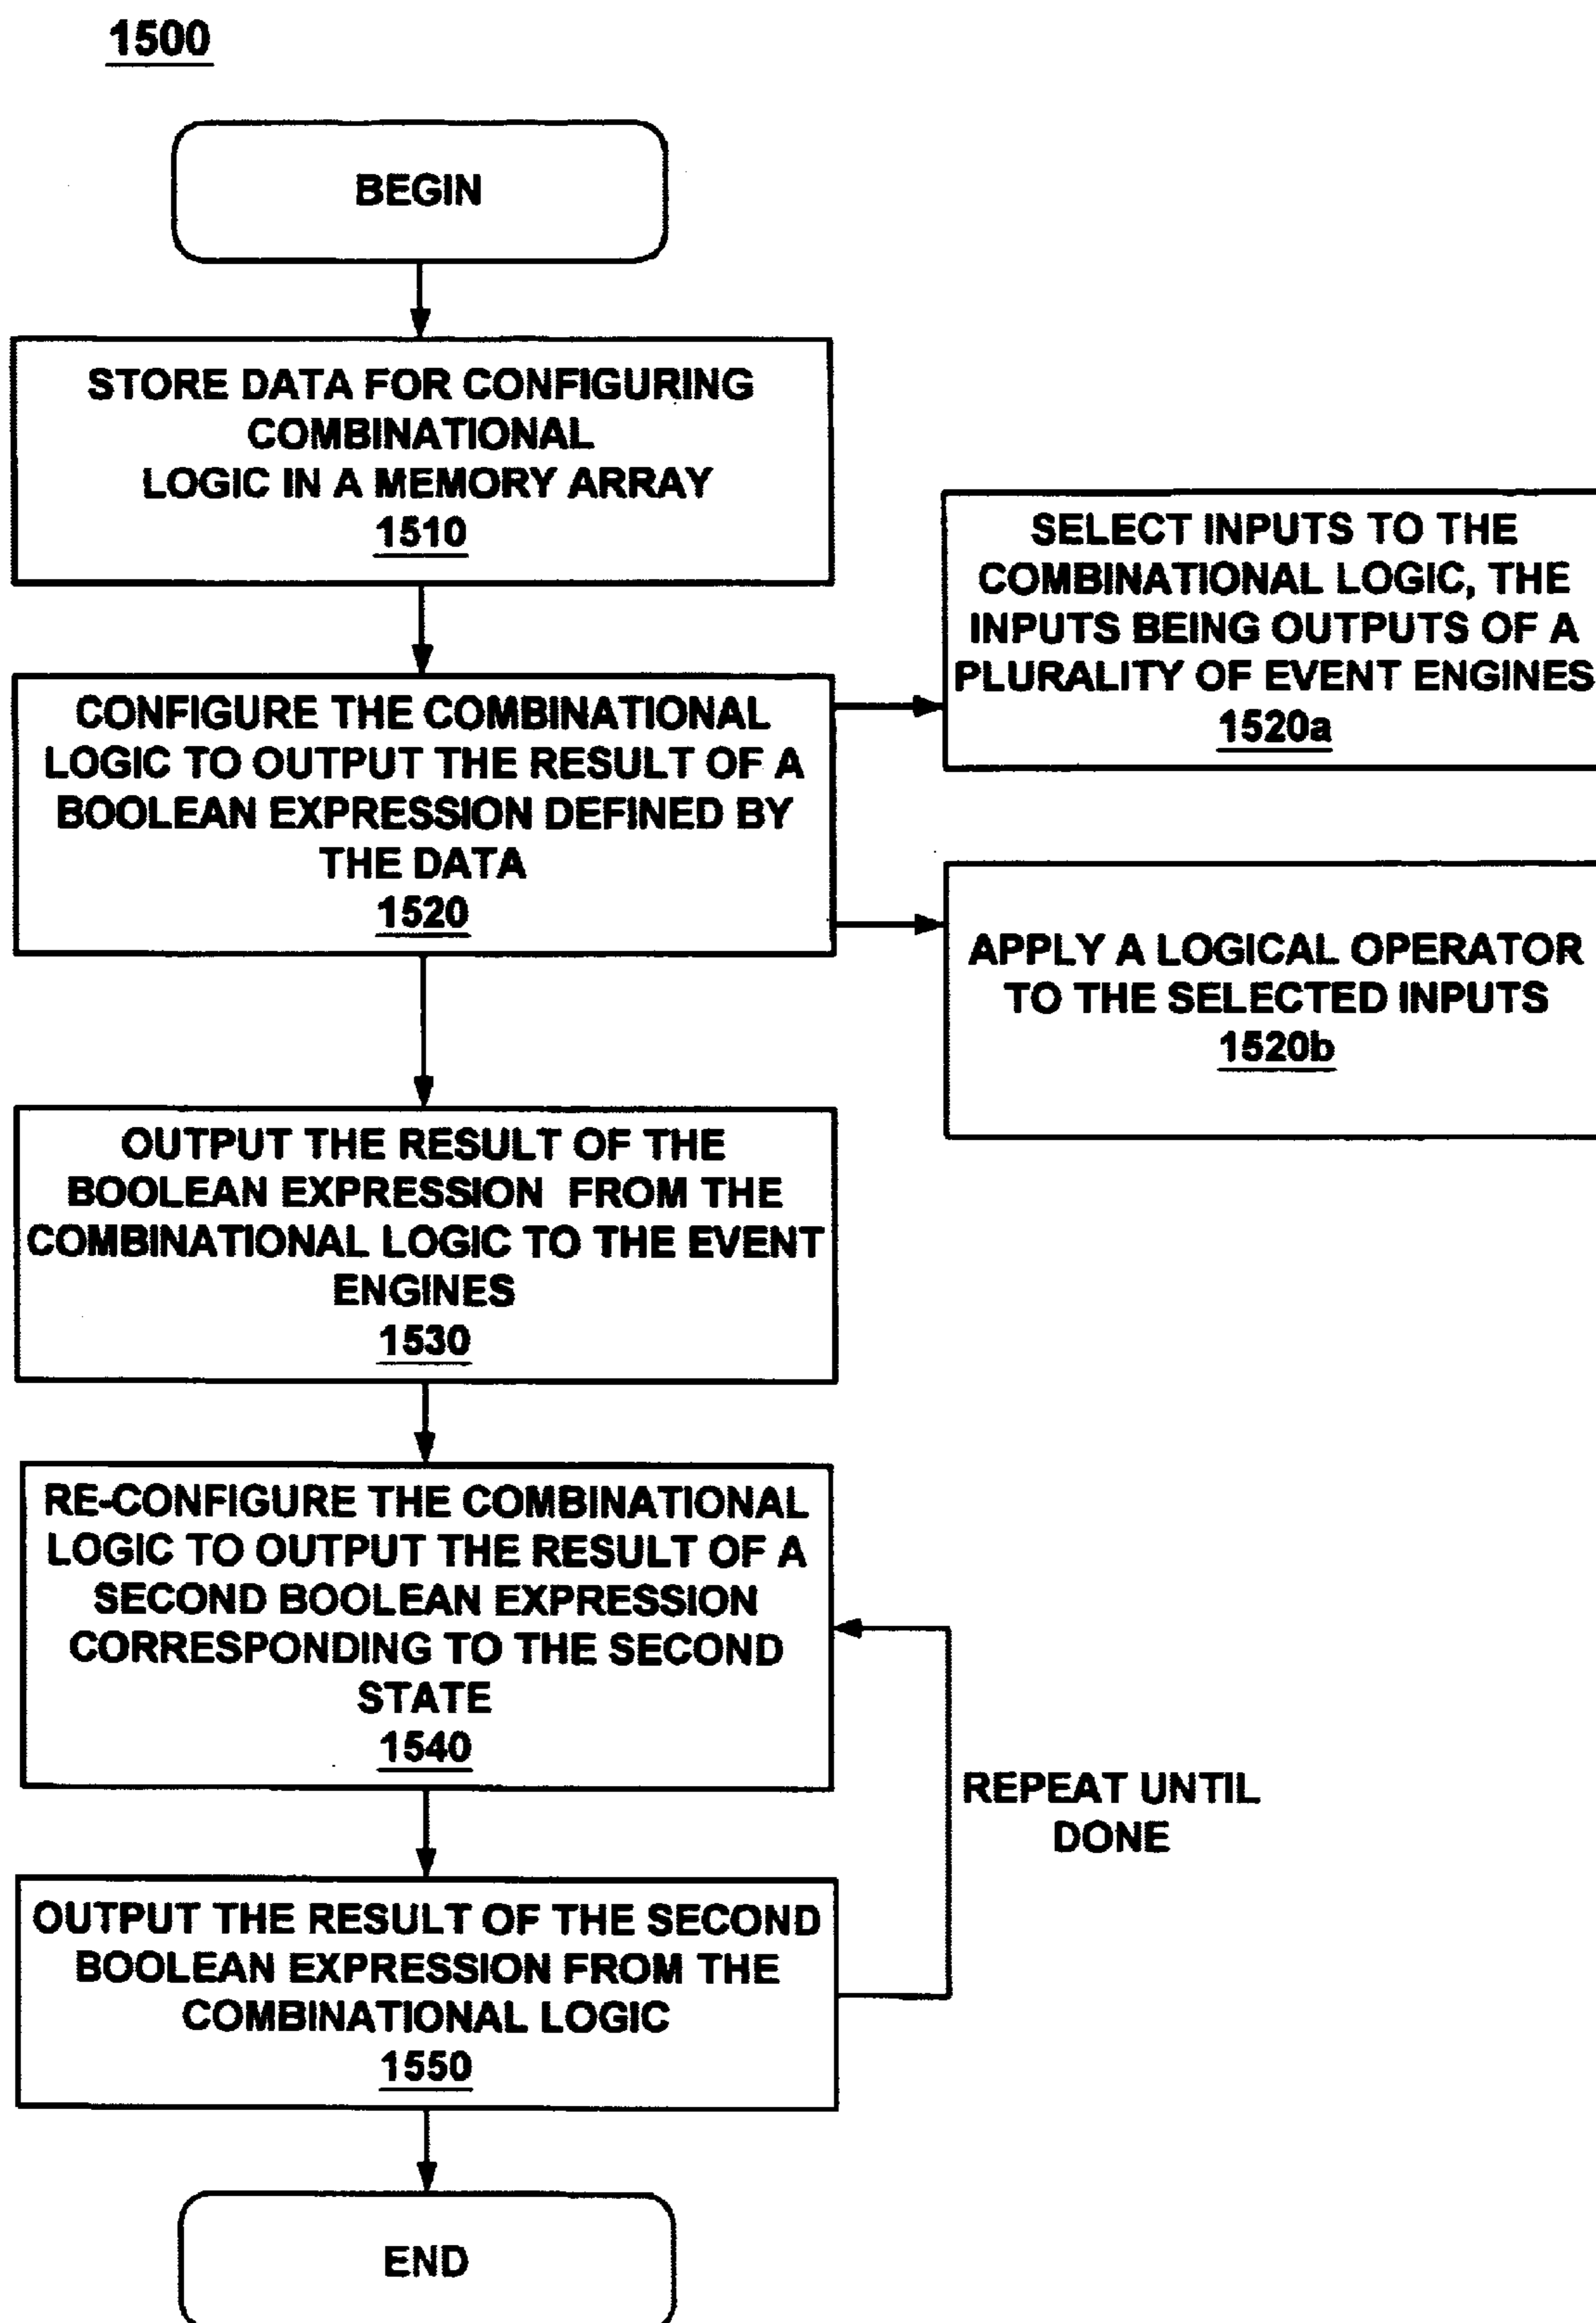 1500
BEGIN
STORE DATA FOR CONFIGURING
COMBINATIONAL
LOGIC IN A MEMORY ARRAY
1510
SELECT INPUTS TO THE
COMBINATIONAL LOGIC, THE
INPUTS BEING OUTPUTS OF A
PLURALITY OF EVENT ENGINES
1520a
CONFIGURE THE COMBINATIONAL
LOGIC TO OUTPUT THE RESULT OF A
BOOLEAN EXPRESSION DEFINED BY
THE DATA
1520
APPLY A LOGICAL OPERATOR
TO THE SELECTED INPUTS
1520b
OUTPUT THE RESULT OF THE
BOOLEAN EXPRESSION FROM THE
COMBINATIONAL LOGIC TO THE EVENT
ENGINES
1530
RE-CONFIGURE THE COMBINATIONAL
LOGIC TO OUTPUT THE RESULT OF A
SECOND BOOLEAN EXPRESSION
CORRESPONDING TO THE SECOND
STATE
1540
REPEAT UNTIL
DONE
OUTPUT THE RESULT OF THE SECOND
BOOLEAN EXPRESSION FROM THE
COMBINATIONAL LOGIC
1550
END